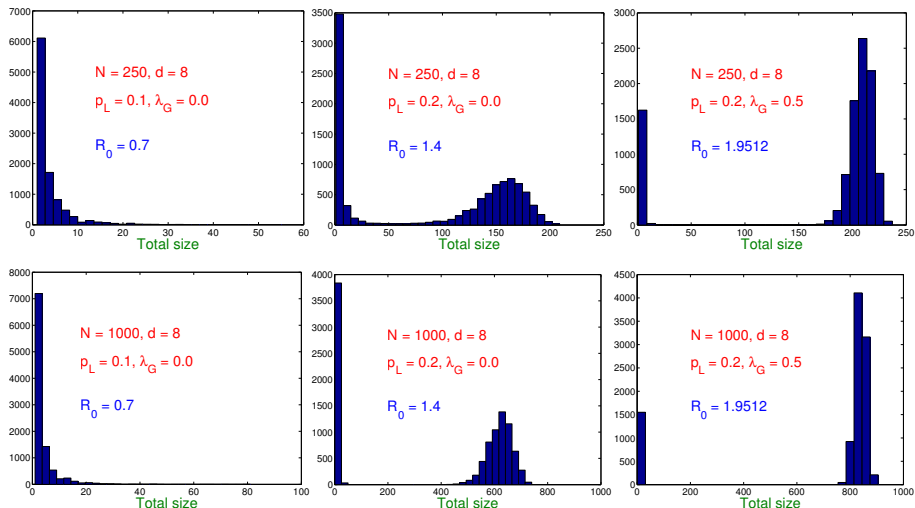 7000
6000
5000
4000
3000
2000
1000
0
0 10 20 30 40 50 60
N = 250, d = 8
p_L = 0.1, λ_G = 0.0
R_0 = 0.7
Total size
3500
3000
2500
2000
1500
1000
500
0
0 50 100 150 200 250
N = 250, d = 8
p_L = 0.2, λ_G = 0.0
R_0 = 1.4
Total size
3000
2500
2000
1500
1000
500
0
0 50 100 150 200 250
N = 250, d = 8
p_L = 0.2, λ_G = 0.5
R_0 = 1.9512
Total size
8000
7000
6000
5000
4000
3000
2000
1000
0
0 20 40 60 80 100
N = 1000, d = 8
p_L = 0.1, λ_G = 0.0
R_0 = 0.7
Total size
4000
3500
3000
2500
2000
1500
1000
500
0
0 200 400 600 800 1000
N = 1000, d = 8
p_L = 0.2, λ_G = 0.0
R_0 = 1.4
Total size
4500
4000
3500
3000
2500
2000
1500
1000
500
0
0 200 400 600 800 1000
N = 1000, d = 8
p_L = 0.2, λ_G = 0.5
R_0 = 1.9512
Total size